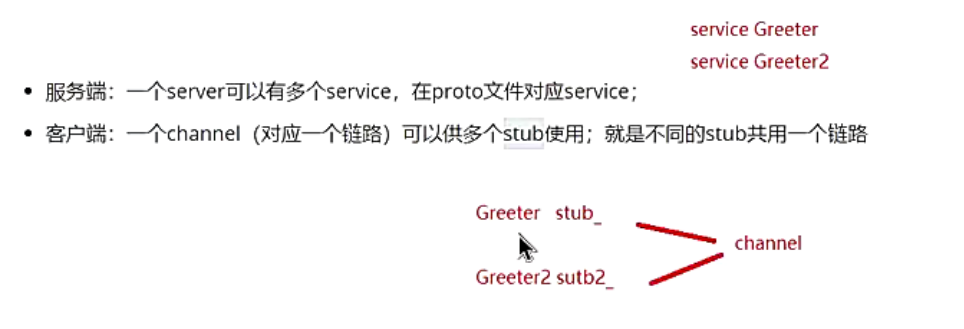 service Greeter
service Greeter2
• 服务端：一个server可以有多个service，在proto文件对应service；
• 客户端：一个channel（对应一个链路）可以供多个stub使用；就是不同的stub共用一个链路
Greeter stub_
channel
Greeter2 sutb2_